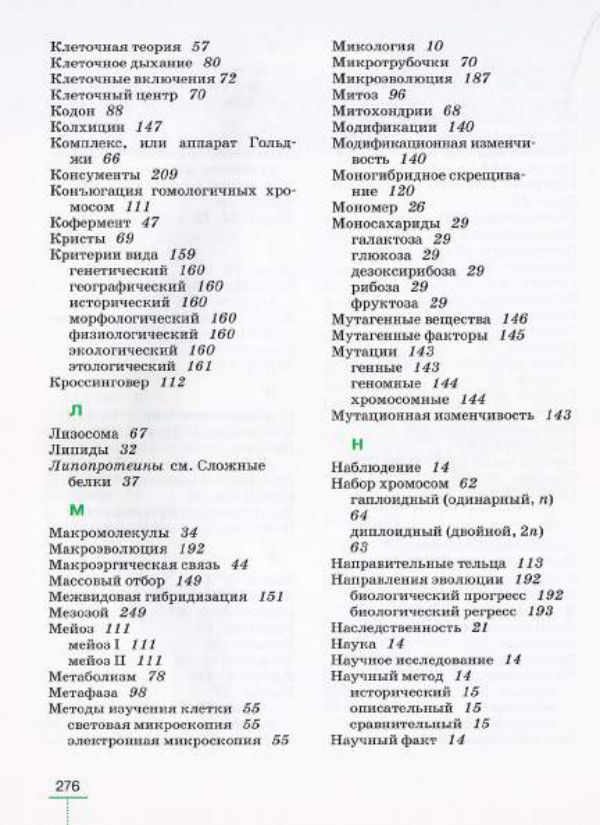 Клеточная теория 57
Клеточное дыхание 80
Клеточные включения 72
Клеточный центр 70
Кодон 88
Колхицин 147
Комплекс, или аппарат Гольд-
жи 66
Консументы 209
Конъюгация гомологичных хро-
мосом 111
Кофермент 47
Кристы 69
Критерии вида 159
генетический 160
географический 160
исторический 160
морфологический 160
физиологический 160
экологический 160
этологический 161
Кроссинговер 112
Л
Лизосома 67
Липиды 32
Липопротеины см. Сложные
белки 37
М
Макромолекулы 34
Макроэволюция 192
Макроэргическая связь 44
Массовый отбор 149
Межвидовая гибридизация 151
Мезозой 249
Мейоз 111
мейоз I 111
мейоз II 111
Метаболизм 78
Метафаза 98
Методы изучения клетки 55
световая микроскопия 55
электронная микроскопия 55
Микология 10
Микротрубочки 70
Микроэволюция 187
Митоз 96
Митохондрии 68
Модификации 140
Модификационная изменчи-
вость 140
Моногибридное скрещива-
ние 120
Мономер 26
Моносахариды 29
галактоза 29
глюкоза 29
дезоксирибоза 29
рибоза 29
фруктоза 29
Мутагенные вещества 146
Мутагенные факторы 145
Мутации 143
генные 143
геномные 144
хромосомные 144
Мутационная изменчивость 143
Н
Наблюдение 14
Набор хромосом 62
гаплоидный (одинарный, n)
64
диплоидный (двойной, 2n)
63
Направительные тельца 113
Направления эволюции 192
биологический прогресс 192
биологический регресс 193
Наследственность 21
Наука 14
Научное исследование 14
Научный метод 14
исторический 15
описательный 15
сравнительный 15
Научный факт 14
276